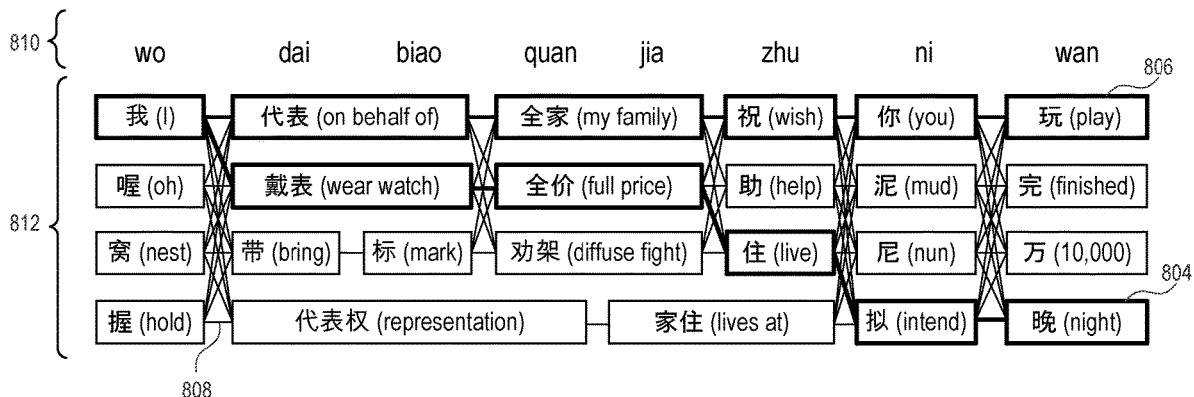 810 wo dai biao quan jia zhu ni wan
806
我 (I) 代表 (on behalf of) 全家 (my family) 祝 (wish) 你 (you) 玩 (play)
喔 (oh) 戴表 (wear watch) 全价 (full price) 助 (help) 泥 (mud) 完 (finished)
812
窝 (nest) 带 (bring) 标 (mark) 劝架 (diffuse fight) 住 (live) 尼 (nun) 万 (10,000)
804
握 (hold) 代表权 (representation) 家住 (lives at) 拟 (intend) 晚 (night)
808